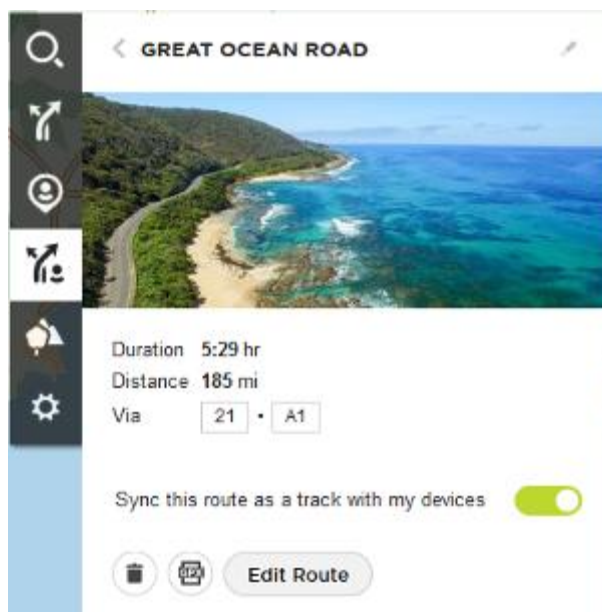 GREAT OCEAN ROAD
Duration 5:29 hr
Distance 185 mi
Via 21 • A1
Sync this route as a track with my devices
GPX Edit Route